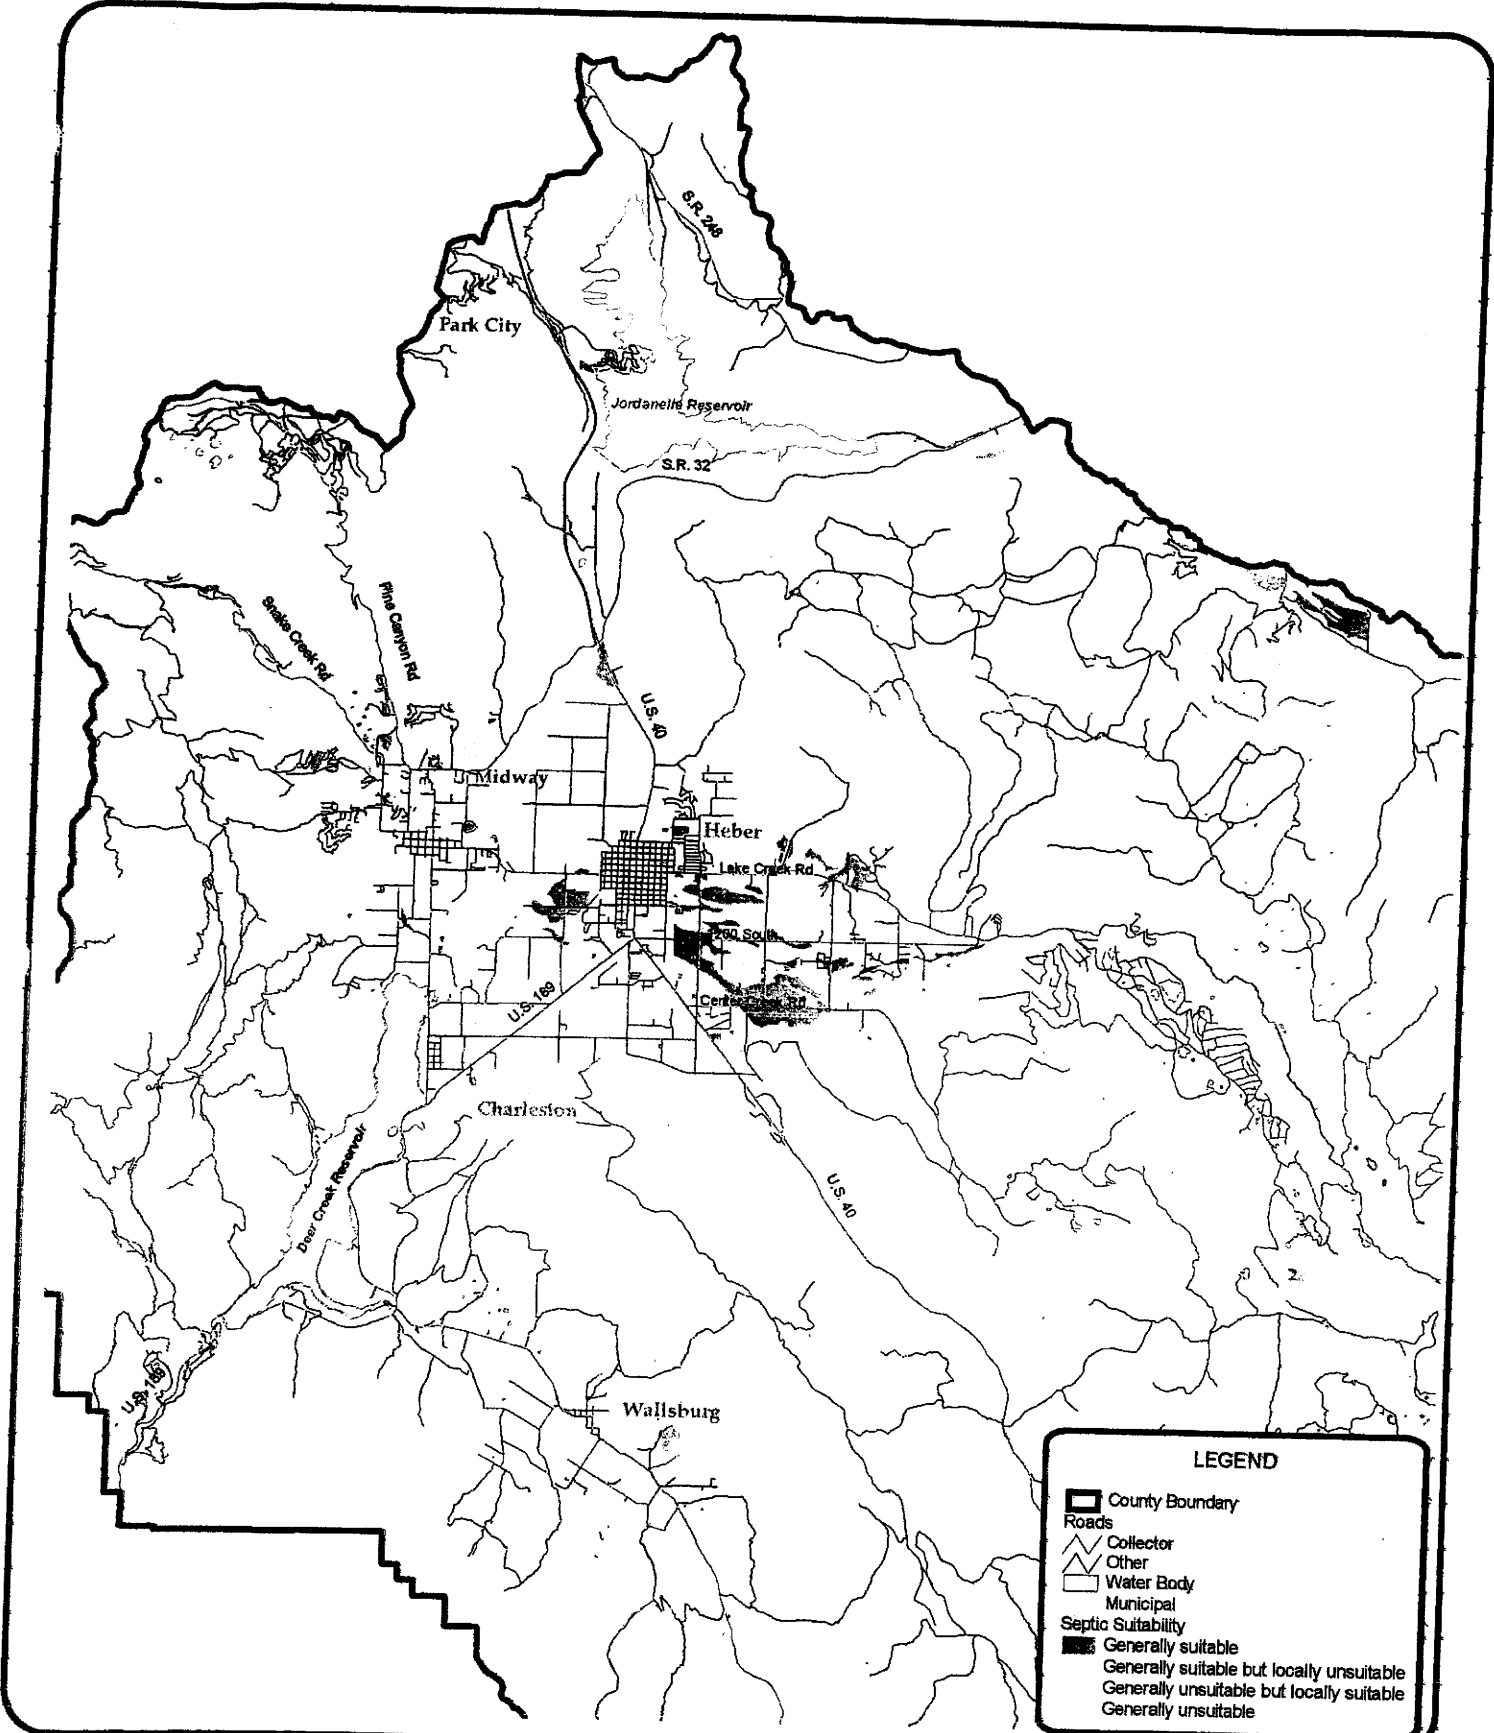 S.R. 248
Park City
Jordanelle Reservoir
S.R. 32
Snake Creek Rd
Pine Canyon Rd
U.S. 40
Midway
Heber
Lake Creek Rd
1200 South
Center Creek Rd
U.S. 189
Charleston
Deer Creek Reservoir
U.S. 40
U.S. 189
Wallsburg
LEGEND
County Boundary
Roads
Collector
Other
Water Body
Municipal
Septic Suitability
Generally suitable
Generally suitable but locally unsuitable
Generally unsuitable but locally suitable
Generally unsuitable